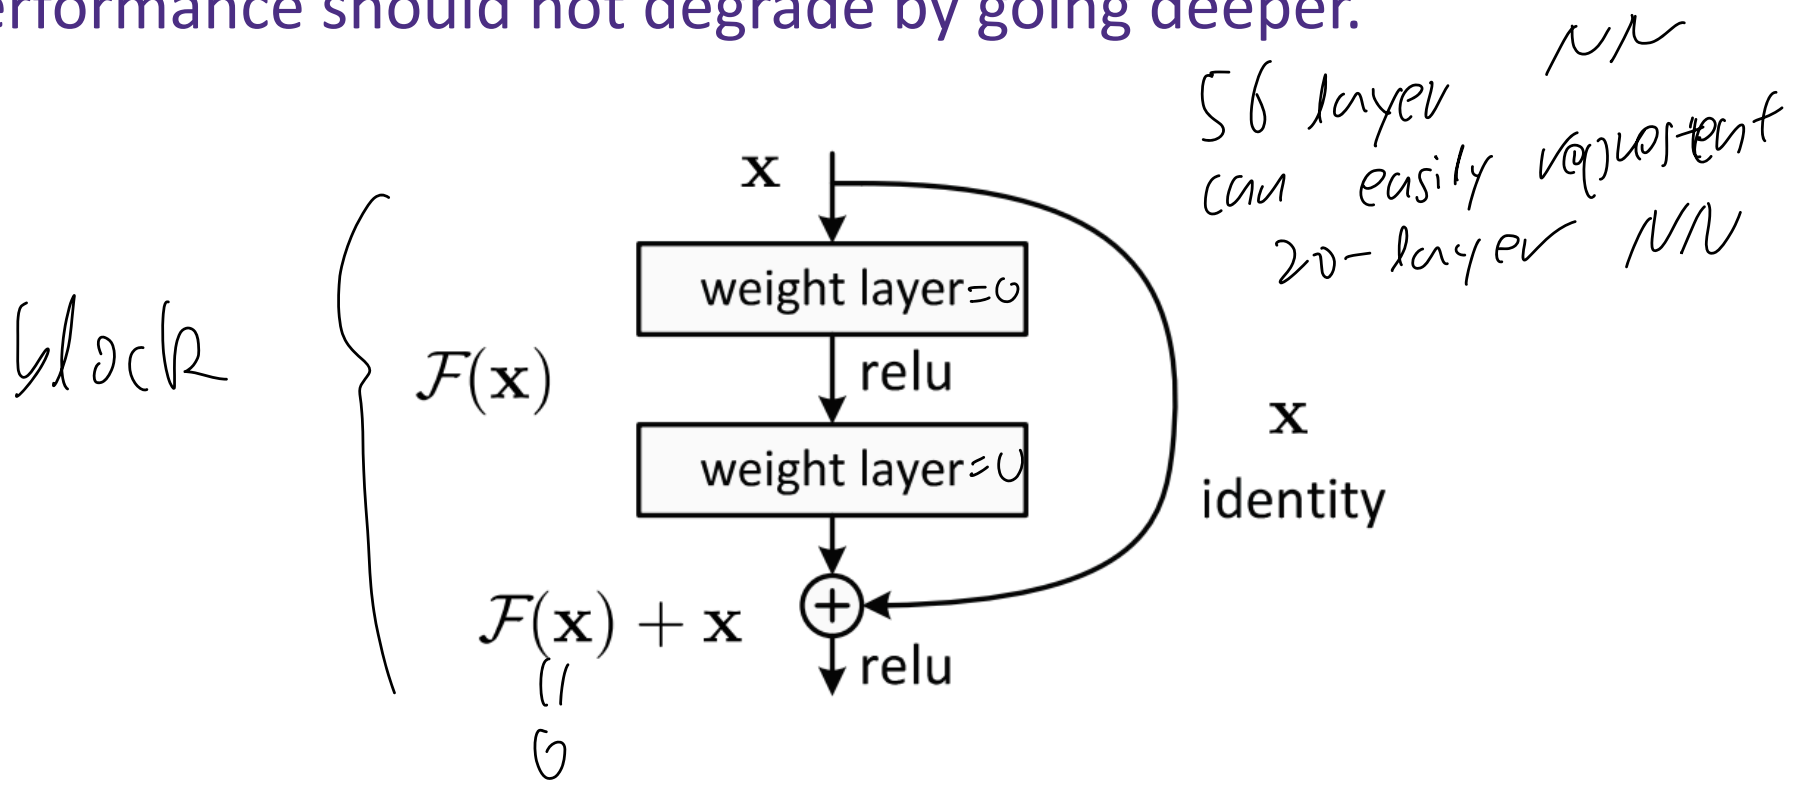 erformance should not degrade by going deeper.
56 layer NN
can easily represtent
20-layer NN
x
weight layer=0
relu
block
F(x)
weight layer=0
x
identity
F(x) + x
relu
||
0